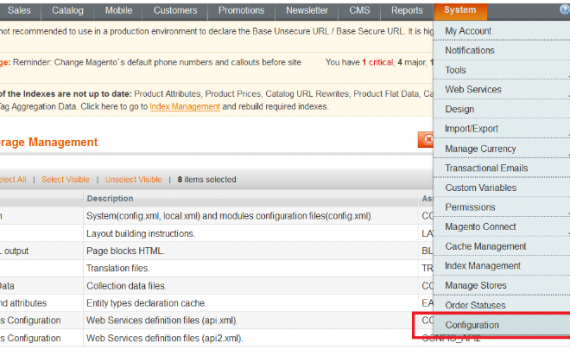 Sales Catalog Mobile Customers Promotions Newsletter CMS Reports System
not recommended to use in a production environment to declare the Base Unsecure URL / Base Secure URL. It is hig
ge: Reminder: Change Magento`s default phone numbers and callouts before site You have 1 critical, 4 major, 1
of the Indexes are not up to date: Product Attributes, Product Prices, Catalog URL Rewrites, Product Flat Data, Ca
Tag Aggregation Data. Click here to go to Index Management and rebuild required indexes.
rage Management
elect All | Select Visible | Unselect Visible | 8 items selected
Description As
n System(config.xml, local.xml) and modules configuration files(config.xml). CO
Layout building instructions. LA
L output Page blocks HTML. BL
Translation files. TR
Data Collection data files. CO
nd attributes Entity types declaration cache. EA
s Configuration Web Services definition files (api.xml). CO
s Configuration Web Services definition files (api2.xml). CONFIG_API2
My Account
Notifications
Tools
Web Services
Design
Import/Export
Manage Currency
Transactional Emails
Custom Variables
Permissions
Magento Connect
Cache Management
Index Management
Manage Stores
Order Statuses
Configuration